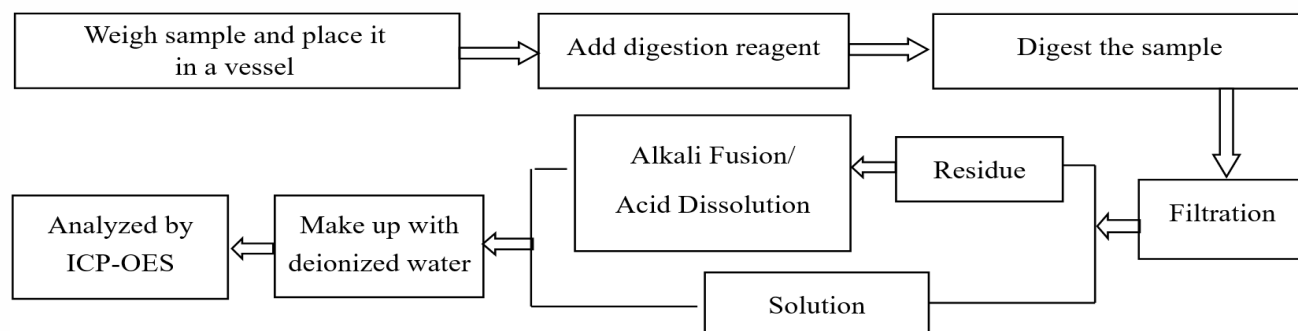 Weigh sample and place it
in a vessel
Add digestion reagent
Digest the sample
Filtration
Residue
Alkali Fusion/
Acid Dissolution
Solution
Make up with
deionized water
Analyzed by
ICP-OES